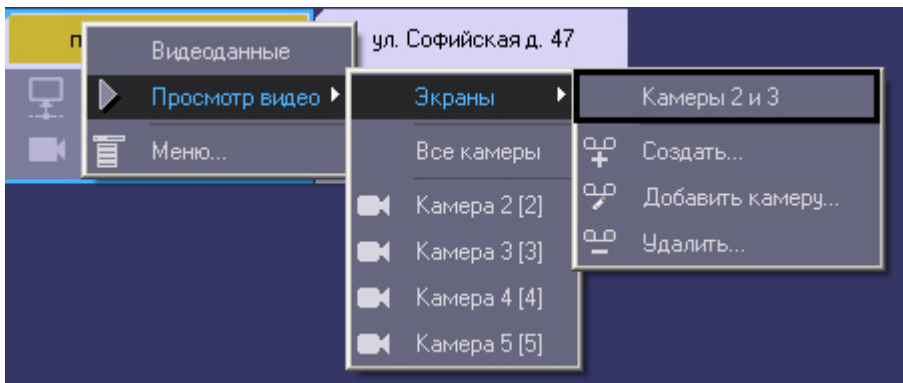 п
ул. Софийская д. 47
Видеоданные
Просмотр видео
Меню...
Экраны
Все камеры
Камера 2 [2]
Камера 3 [3]
Камера 4 [4]
Камера 5 [5]
Камеры 2 и 3
Создать...
Добавить камеру...
Удалить...